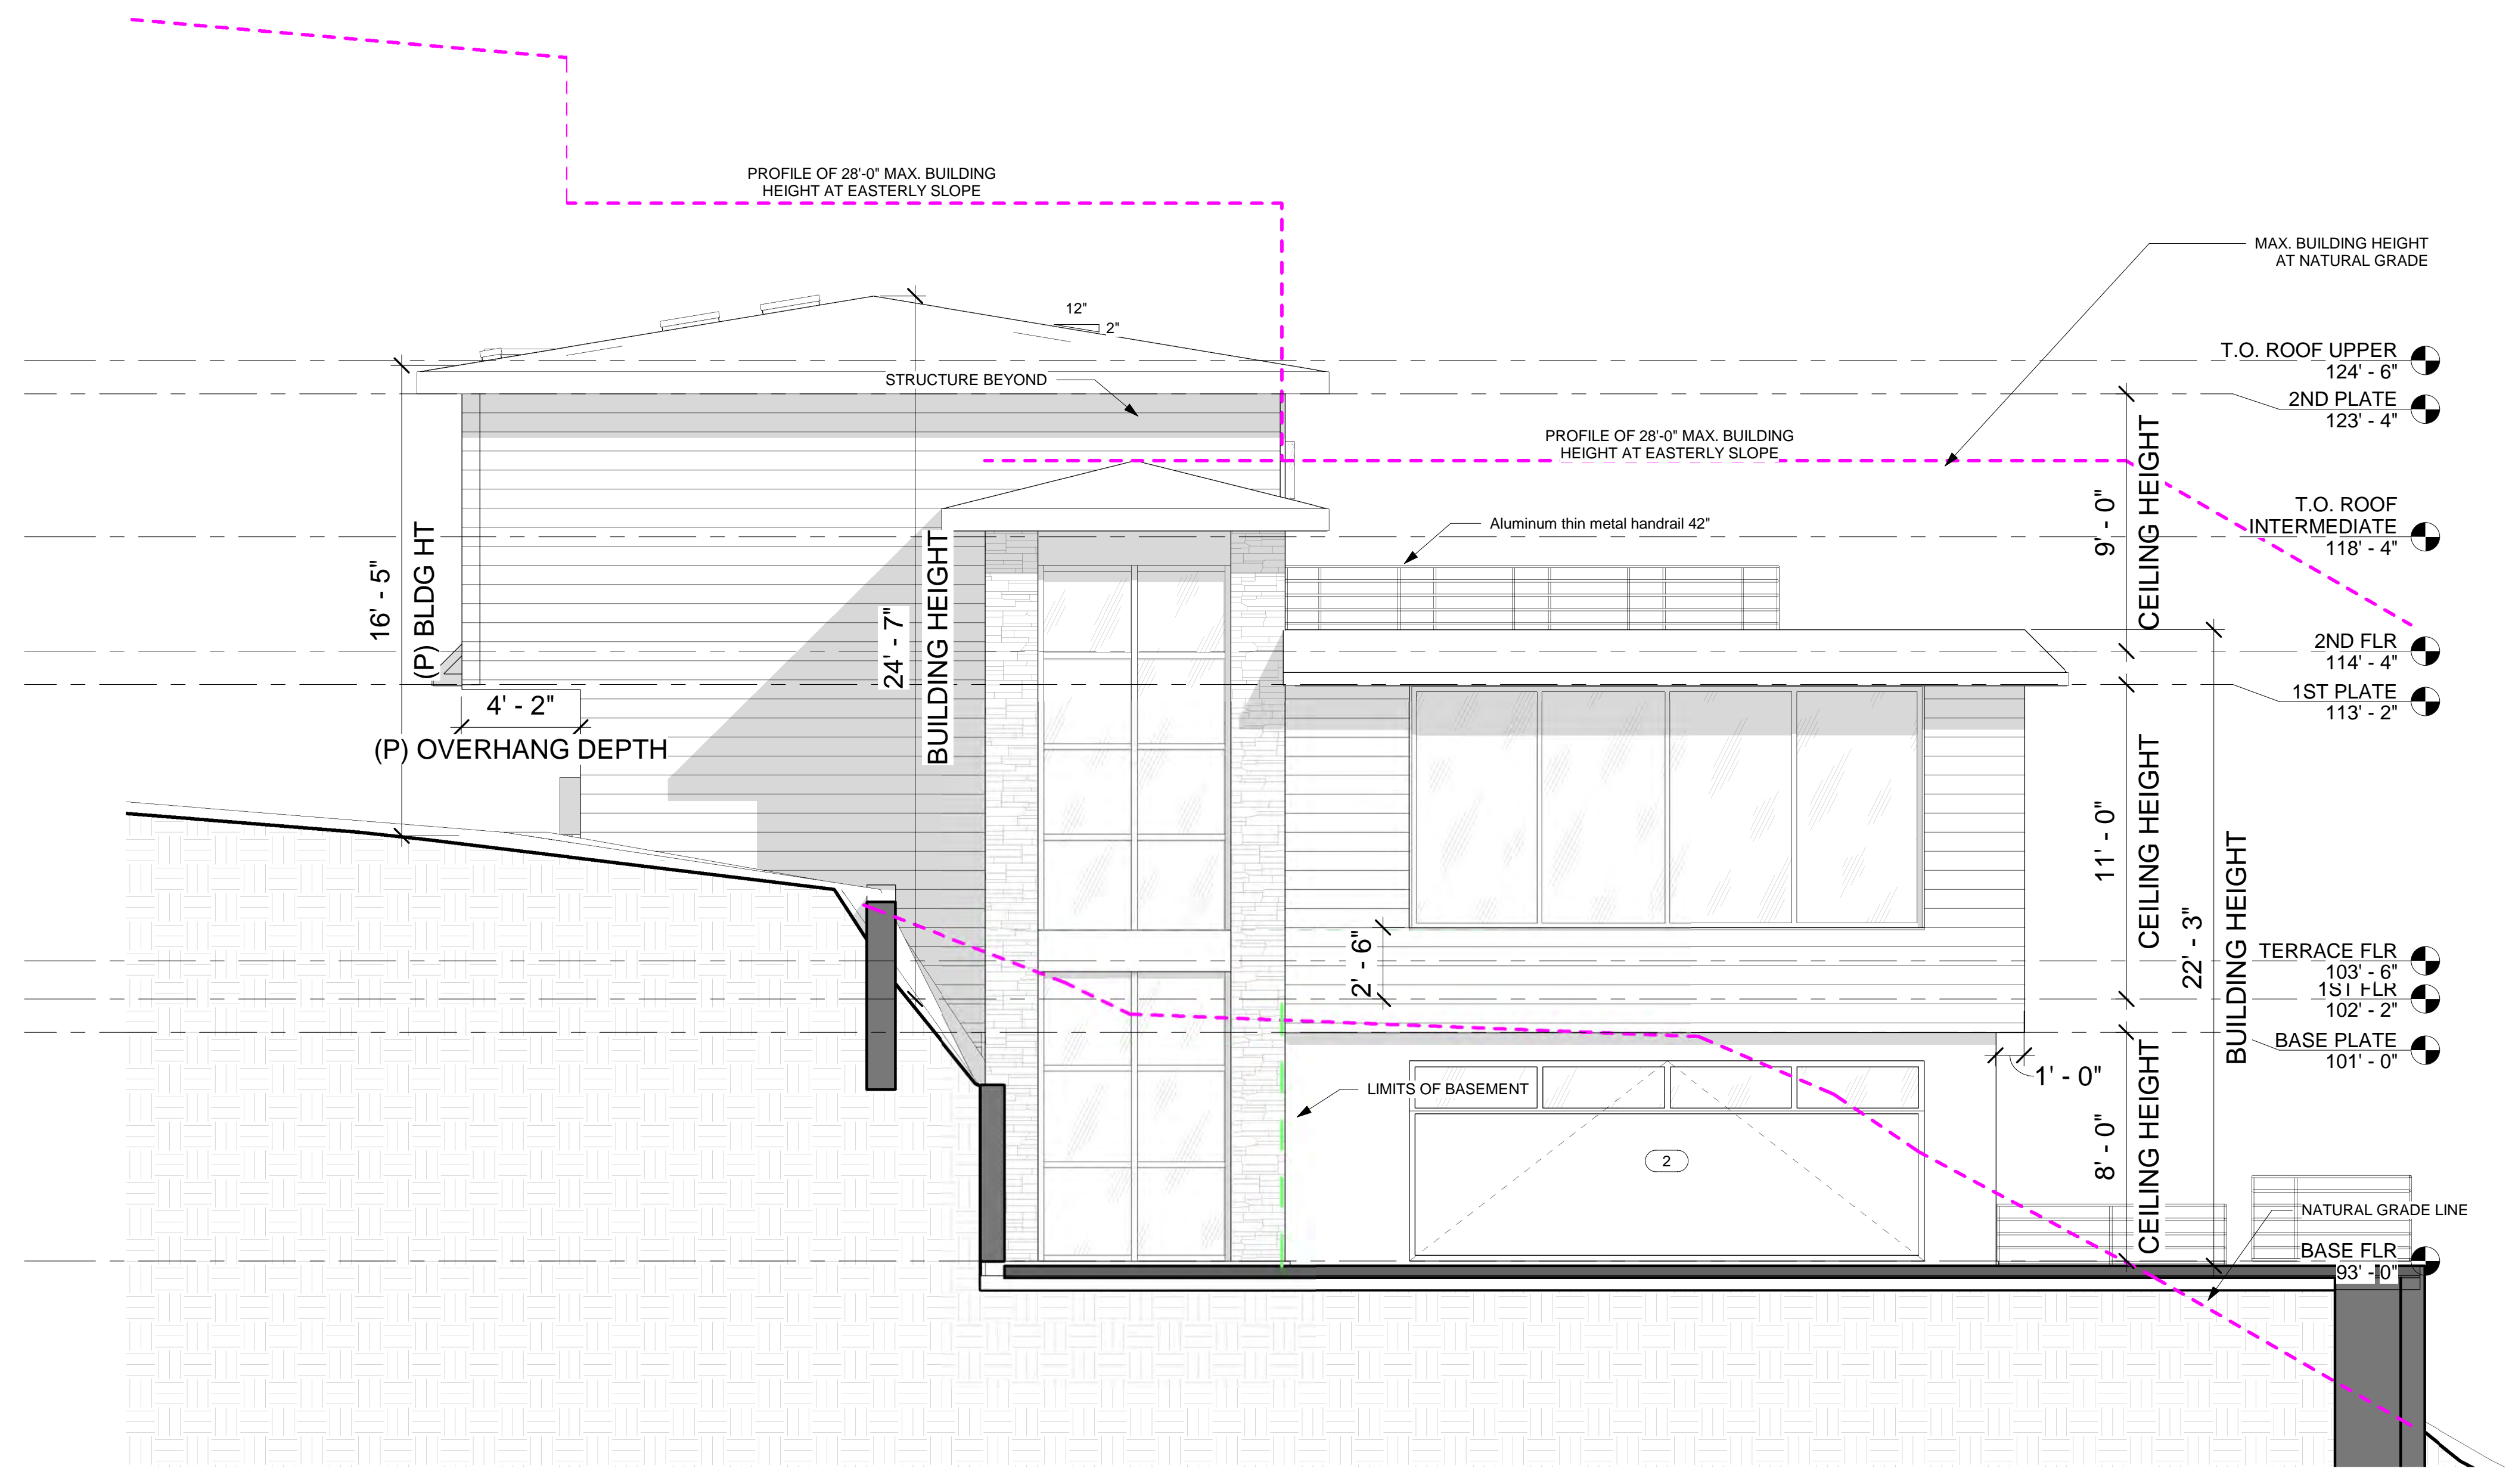 PROFILE OF 28'-0" MAX. BUILDING
HEIGHT AT EASTERLY SLOPE
MAX. BUILDING HEIGHT
AT NATURAL GRADE
12"
2"
T.O. ROOF UPPER
124' - 6"
STRUCTURE BEYOND
2ND PLATE
123' - 4"
PROFILE OF 28'-0" MAX. BUILDING
HEIGHT AT EASTERLY SLOPE
9' - 0"
CEILING HEIGHT
T.O. ROOF
INTERMEDIATE
118' - 4"
Aluminum thin metal handrail 42"
16' - 5"
(P) BLDG HT
24' - 7"
BUILDING HEIGHT
2ND FLR
114' - 4"
1ST PLATE
113' - 2"
4' - 2"
(P) OVERHANG DEPTH
11' - 0"
CEILING HEIGHT
22' - 3"
BUILDING HEIGHT
2' - 6"
TERRACE FLR
103' - 6"
1ST FLR
102' - 2"
BASE PLATE
101' - 0"
1' - 0"
LIMITS OF BASEMENT
8' - 0"
CEILING HEIGHT
2
NATURAL GRADE LINE
BASE FLR
93' - 0"